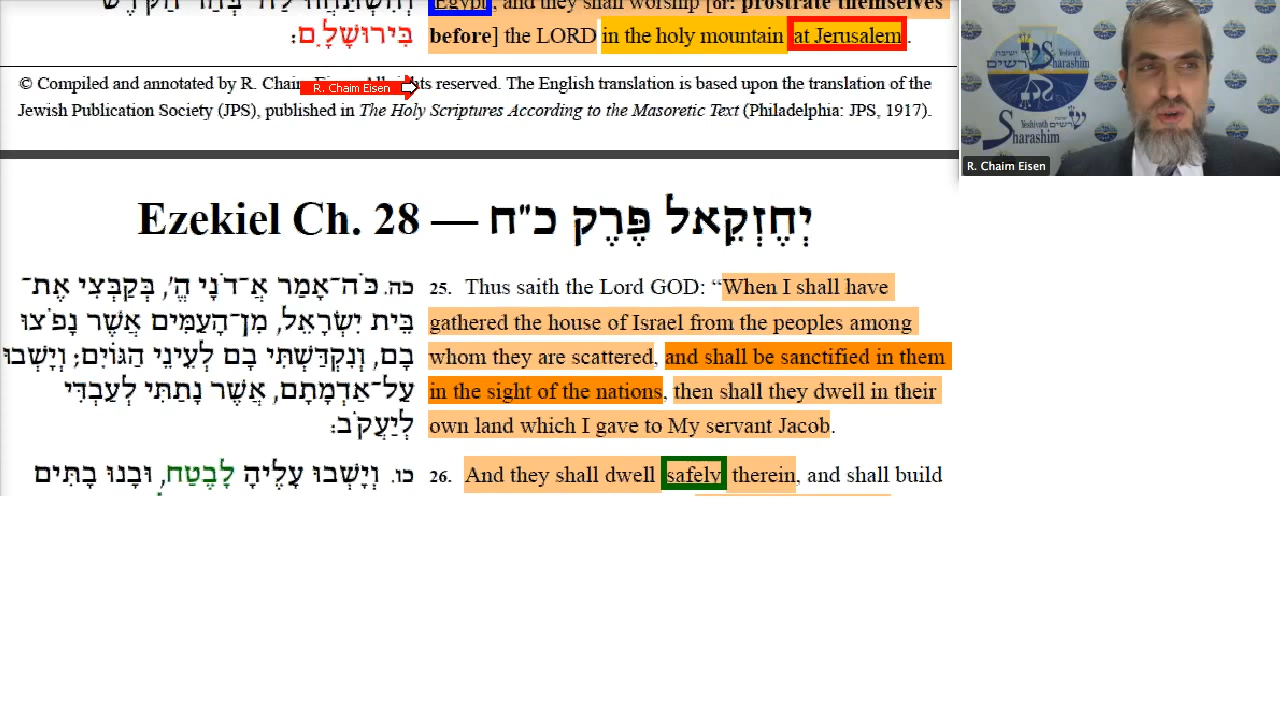 Egypt, and they shall worship [or: prostrate themselves
בִּירוּשָׁלִָם:
before] the LORD in the holy mountain at Jerusalem.
© Compiled and annotated by R. Chaim Eisen. All rights reserved. The English translation is based upon the translation of the
R. Chaim Eisen
Jewish Publication Society (JPS), published in The Holy Scriptures According to the Masoretic Text (Philadelphia: JPS, 1917).
Ezekiel Ch. 28 — יְחֶזְקֵאל פֶּרֶק כ"ח
כה. כֹּה־אָמַר אֲ־דֹנָי הֱ', בְּקַבְּצִי אֶת־
בֵּית יִשְׂרָאֵל, מִן־הָעַמִּים אֲשֶׁר נָפֹצוּ
בָם, וְנִקְדַּשְׁתִּי בָם לְעֵינֵי הַגּוֹיִם; וְיָשְׁבוּ
עַל־אַדְמָתָם, אֲשֶׁר נָתַתִּי לְעַבְדִּי
לְיַעֲקֹב:
25. Thus saith the Lord GOD: “When I shall have
gathered the house of Israel from the peoples among
whom they are scattered, and shall be sanctified in them
in the sight of the nations, then shall they dwell in their
own land which I gave to My servant Jacob.
כו. וְיָשְׁבוּ עָלֶיהָ לָבֶטַח, וּבָנוּ בָתִּים
26. And they shall dwell safely therein, and shall build
ישיבת
שרשים
Yeshivath
Sharashim
R. Chaim Eisen